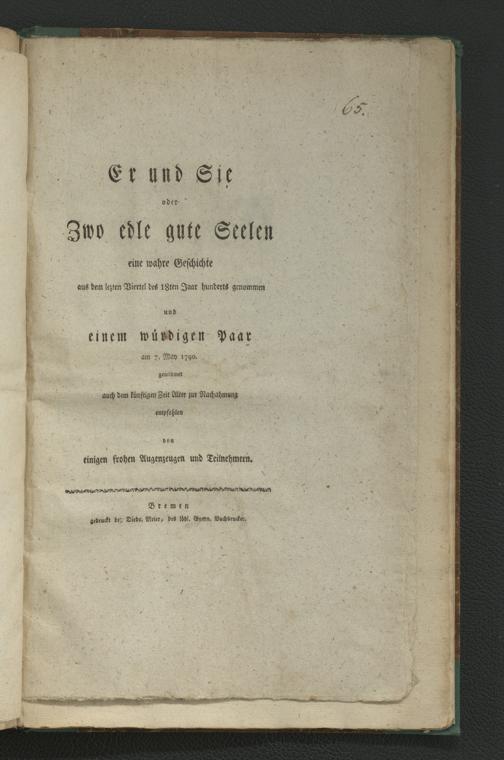 65.
Er und Sie
oder
Zwo edle gute Seelen
eine wahre Geschichte
aus dem lezten Viertel des 18ten Jaar hunderts genommen
und
einem würdigen Paar
am 7. May 1790.
gewidmet
auch dem künftigen Zeit Alter zur Nachahmung
empfohlen
von
einigen frohen Augenzeugen und Teilnehmern.
Bremen
gedruckt bei Diedr. Meier, des löbl. Gymn. Buchdrucker.